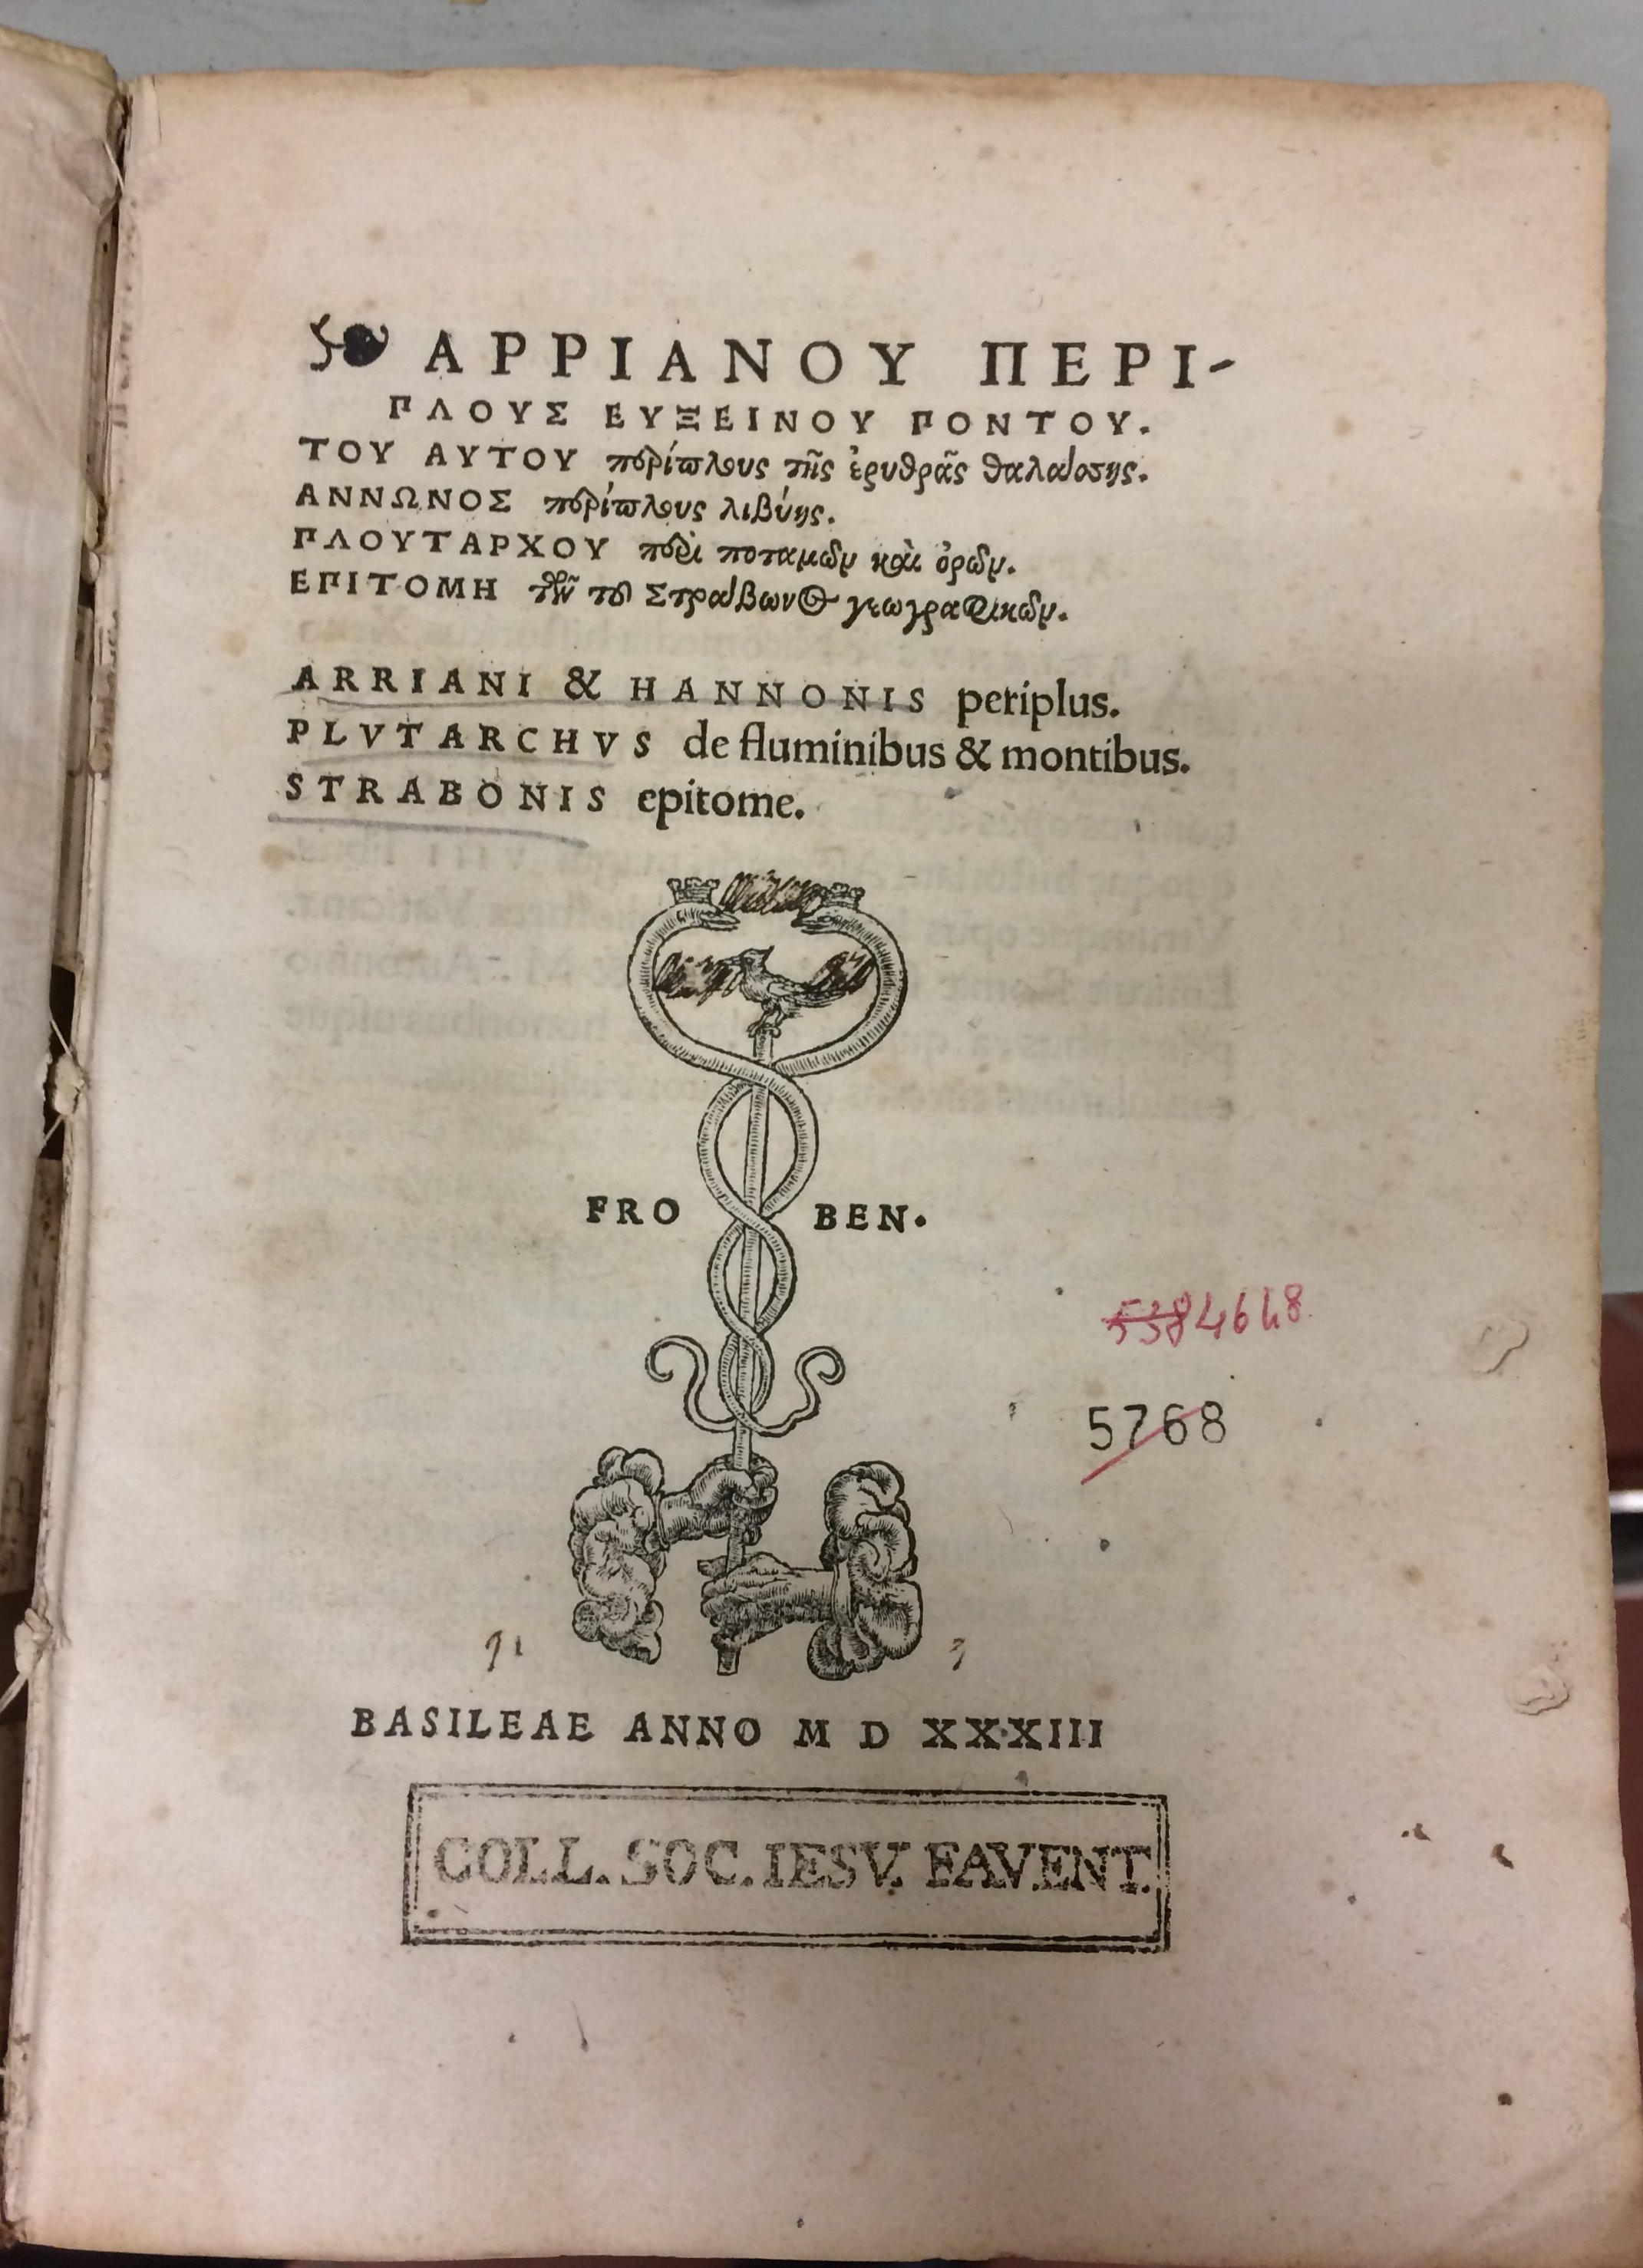 ΑΡΡΙΑΝΟΥ ΠΕΡΙ-
ΠΛΟΥΣ ΕΥΞΕΙΝΟΥ ΠΟΝΤΟΥ.
ΤΟΥ ΑΥΤΟΥ περίπλους τῆς ἐρυθρᾶς θαλάσσης.
ΑΝΝΩΝΟΣ περίπλους λιβύης.
ΠΛΟΥΤΑΡΧΟΥ περὶ ποταμῶν καὶ ὀρῶν.
ΕΠΙΤΟΜΗ τῶν τοῦ Στράβωνος γεωγραφικῶν.
ARRIANI & HANNONIS periplus.
PLVTARCHVS de fluminibus & montibus.
STRABONIS epitome.
FRO BEN.
5384648
5768
BASILEAE ANNO M D XXXIII
COLL. SOC. IESV. FAVENT.